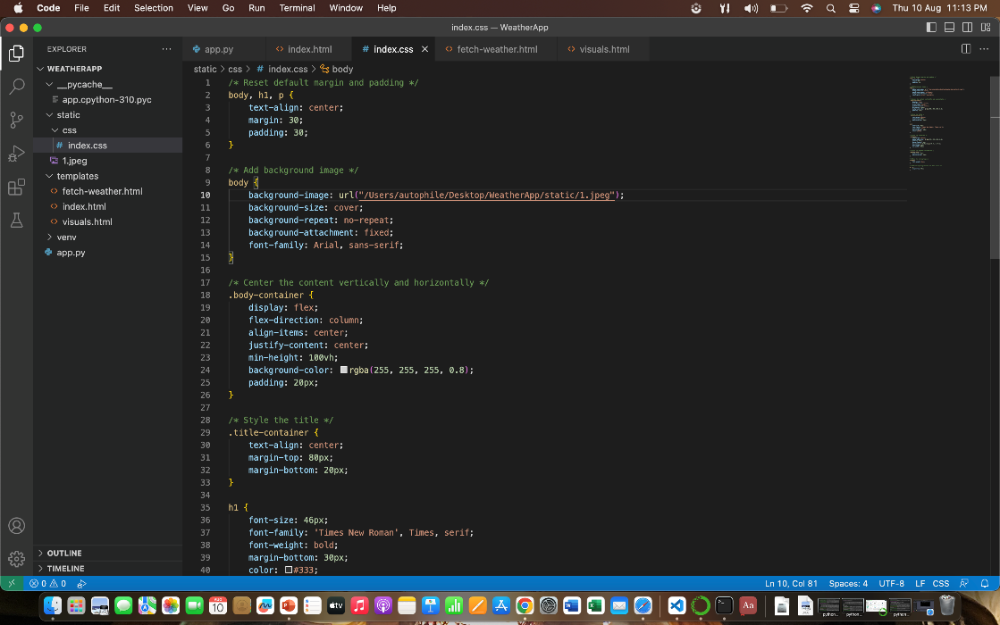 Code File Edit Selection View Go Run Terminal Window Help Thu 10 Aug 11:13 PM
index.css — WeatherApp
EXPLORER ···
app.py
<> index.html
# index.css ×
<> fetch-weather.html
<> visuals.html
static > css > # index.css > body
WEATHERAPP
__pycache__
app.cpython-310.pyc
static
css
# index.css
1.jpeg
templates
<> fetch-weather.html
<> index.html
<> visuals.html
venv
app.py
1 /* Reset default margin and padding */
2 body, h1, p {
3 text-align: center;
4 margin: 30;
5 padding: 30;
6 }
7
8 /* Add background image */
9 body {
10 background-image: url("/Users/autophile/Desktop/WeatherApp/static/1.jpeg");
11 background-size: cover;
12 background-repeat: no-repeat;
13 background-attachment: fixed;
14 font-family: Arial, sans-serif;
15 }
16
17 /* Center the content vertically and horizontally */
18 .body-container {
19 display: flex;
20 flex-direction: column;
21 align-items: center;
22 justify-content: center;
23 min-height: 100vh;
24 background-color: rgba(255, 255, 255, 0.8);
25 padding: 20px;
26 }
27
28 /* Style the title */
29 .title-container {
30 text-align: center;
31 margin-top: 80px;
32 margin-bottom: 20px;
33 }
34
35 h1 {
36 font-size: 46px;
37 font-family: 'Times New Roman', Times, serif;
38 font-weight: bold;
39 margin-bottom: 30px;
40 color: #333;
OUTLINE
TIMELINE
0 0
Ln 10, Col 81 Spaces: 4 UTF-8 LF CSS
10
tv
Aa